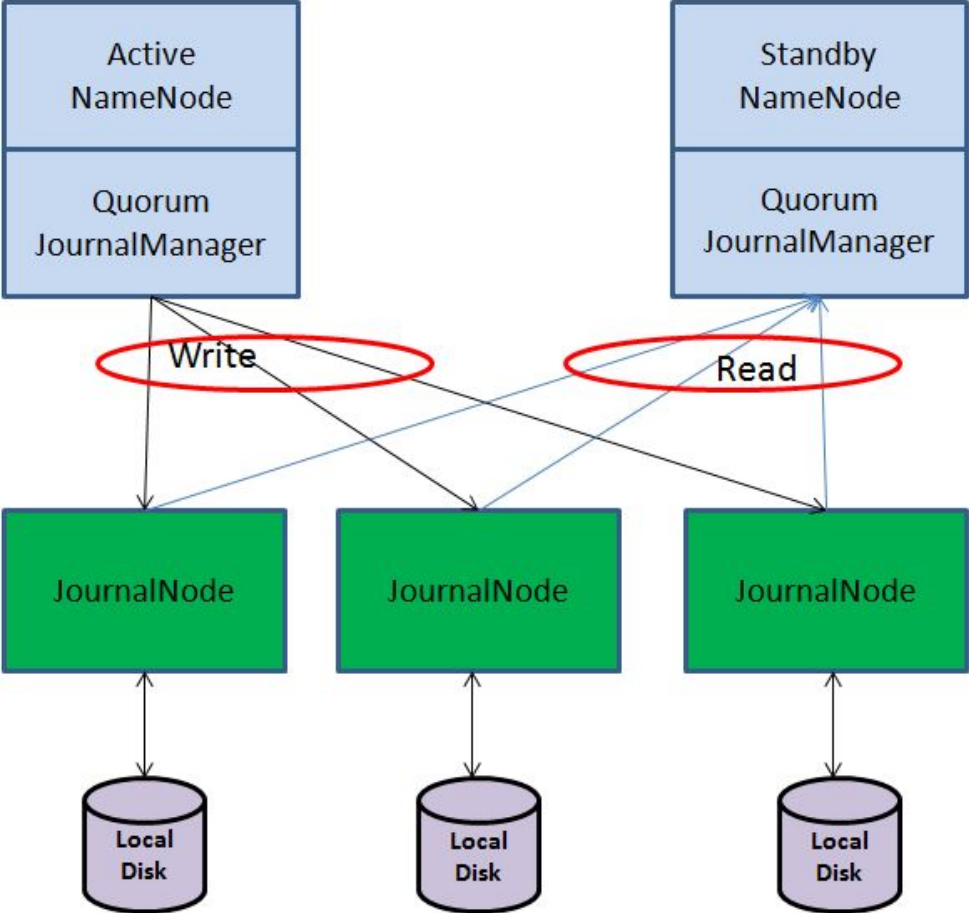 Active
NameNode
Standby
NameNode
Quorum
JournalManager
Quorum
JournalManager
Write
Read
JournalNode
JournalNode
JournalNode
Local
Disk
Local
Disk
Local
Disk